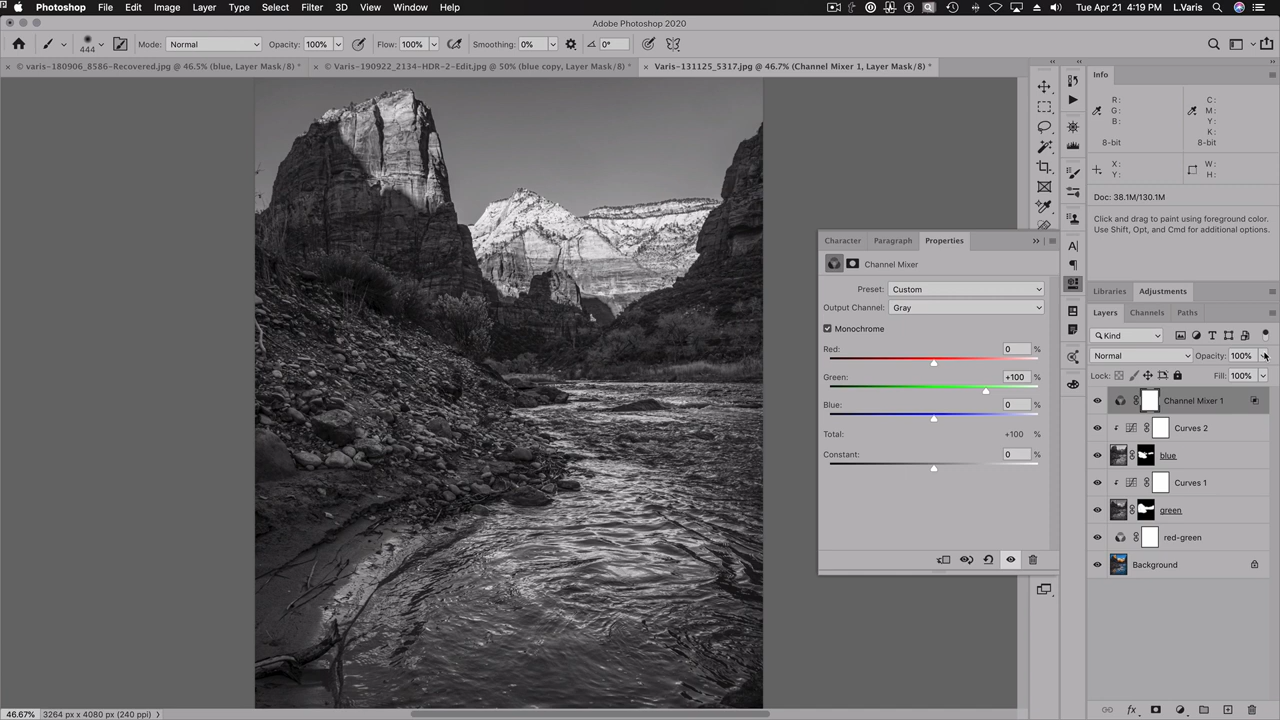 Photoshop File Edit Image Layer Type Select Filter 3D View Window Help Tue Apr 21 4:19 PM L.Varis
Adobe Photoshop 2020
444 Mode: Normal Opacity: 100% Flow: 100% Smoothing: 0% 0°
© varis-180906_8586-Recovered.jpg @ 46.5% (blue, Layer Mask/8) * © Varis-190922_2134-HDR-2-Edit.jpg @ 50% (blue copy, Layer Mask/8) * Varis-131125_5317.jpg @ 46.7% (Channel Mixer 1, Layer Mask/8) *
Info
R: C:
G: M:
B: Y:
K:
8-bit 8-bit
X: W:
Y: H:
Doc: 38.1M/130.1M
Click and drag to paint using foreground color.
Use Shift, Opt, and Cmd for additional options.
Character Paragraph Properties
Channel Mixer
Preset: Custom
Output Channel: Gray
Monochrome
Red: 0 %
Green: +100 %
Blue: 0 %
Total: +100 %
Constant: 0 %
Libraries Adjustments
Layers Channels Paths
Kind
Normal Opacity: 100%
Lock: Fill: 100%
Channel Mixer 1
Curves 2
blue
Curves 1
green
red-green
Background
46.67% 3264 px x 4080 px (240 ppi)